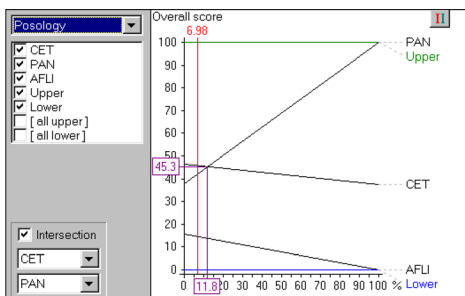 Posology
CET
PAN
AFLI
Upper
Lower
[ all upper ]
[ all lower ]
Intersection
CET
PAN
Overall score
6.98
100
90
80
70
60
50
45.3
40
30
20
10
0
0
11.8
20
30
40
50
60
70
80
90
100
%
PAN
Upper
CET
AFLI
Lower